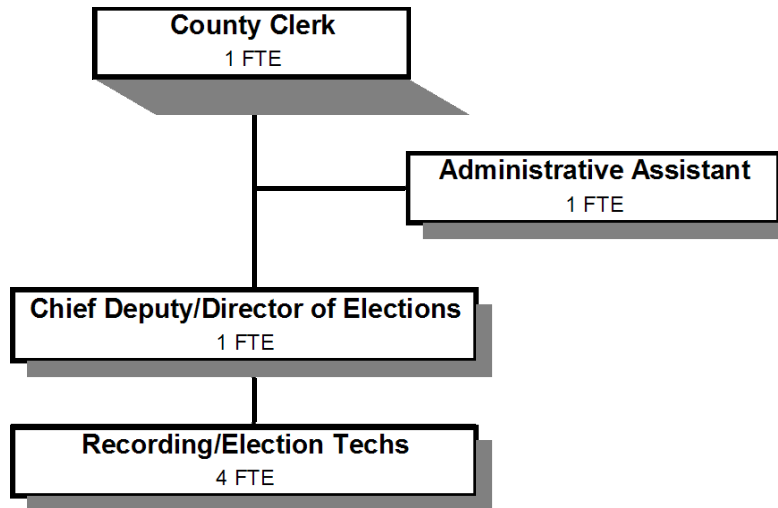 County Clerk
1 FTE
Administrative Assistant
1 FTE
Chief Deputy/Director of Elections
1 FTE
Recording/Election Techs
4 FTE